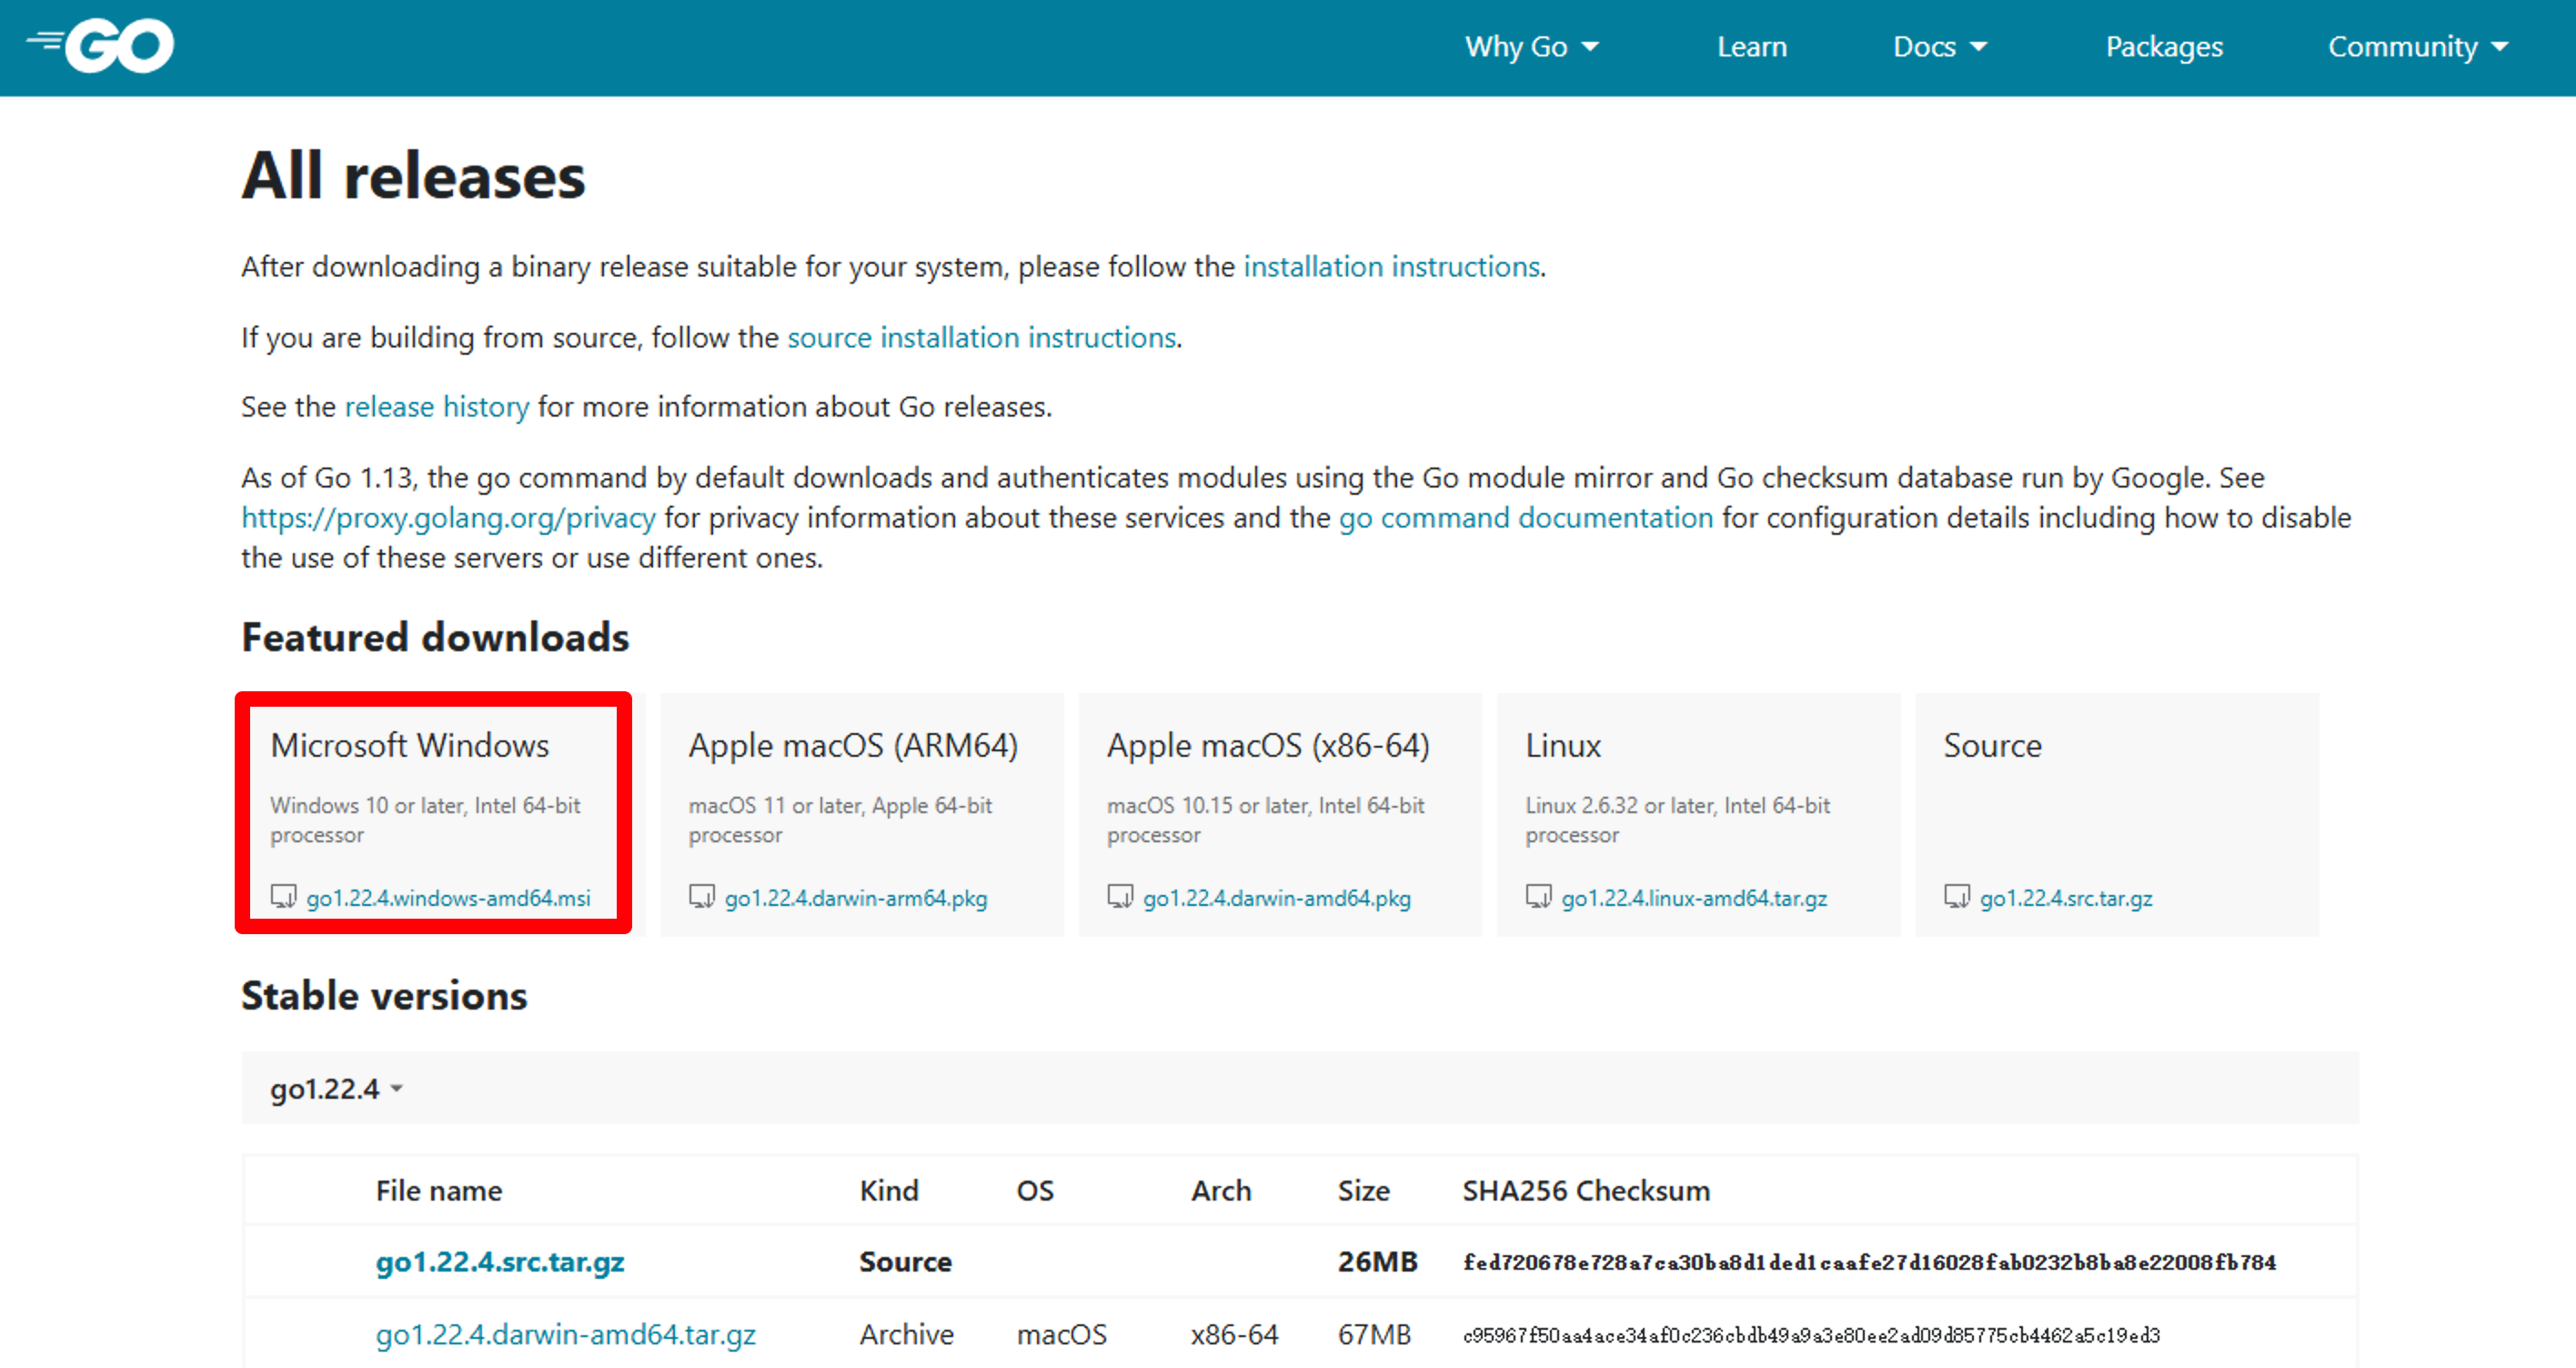 GO
Why Go
Learn
Docs
Packages
Community
All releases
After downloading a binary release suitable for your system, please follow the installation instructions.
If you are building from source, follow the source installation instructions.
See the release history for more information about Go releases.
As of Go 1.13, the go command by default downloads and authenticates modules using the Go module mirror and Go checksum database run by Google. See
https://proxy.golang.org/privacy for privacy information about these services and the go command documentation for configuration details including how to disable
the use of these servers or use different ones.
Featured downloads
Microsoft Windows
Windows 10 or later, Intel 64-bit
processor
go1.22.4.windows-amd64.msi
Apple macOS (ARM64)
macOS 11 or later, Apple 64-bit
processor
go1.22.4.darwin-arm64.pkg
Apple macOS (x86-64)
macOS 10.15 or later, Intel 64-bit
processor
go1.22.4.darwin-amd64.pkg
Linux
Linux 2.6.32 or later, Intel 64-bit
processor
go1.22.4.linux-amd64.tar.gz
Source
go1.22.4.src.tar.gz
Stable versions
go1.22.4
File name Kind OS Arch Size SHA256 Checksum
go1.22.4.src.tar.gz Source 26MB fed720678e728a7ca30ba8d1ded1caafe27d16028fab0232b8ba8e22008fb784
go1.22.4.darwin-amd64.tar.gz Archive macOS x86-64 67MB c95967f50aa4ace34af0c236cbdb49a9a3e80ee2ad09d85775cb4462a5c19ed3